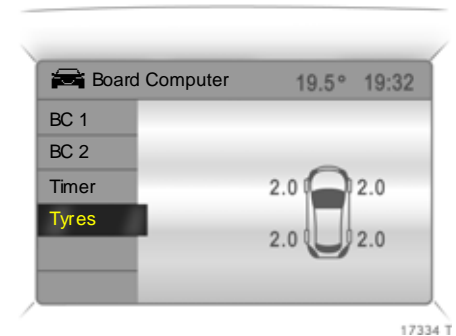 Board Computer 19.5° 19:32
BC 1
BC 2
Timer
2.0 2.0
Tyres
2.0 2.0
17334 T